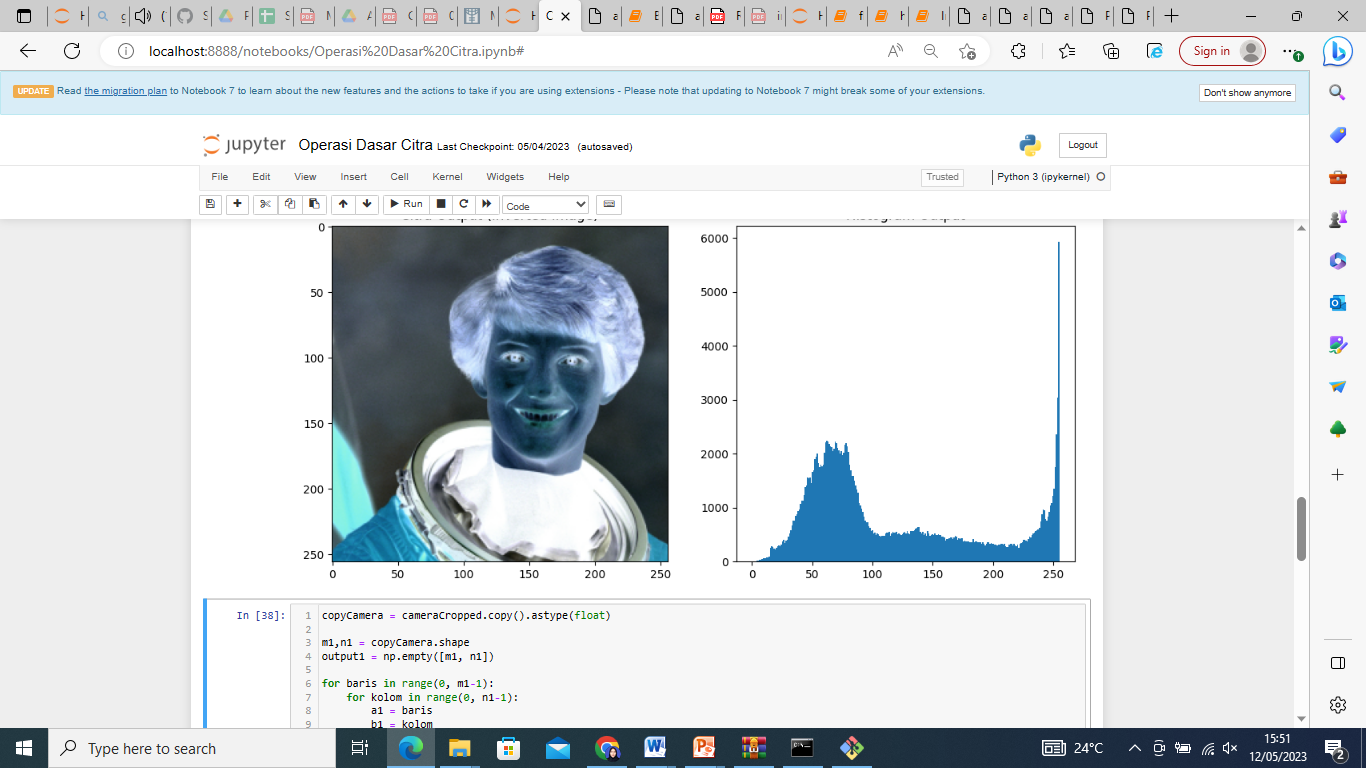 localhost:8888/notebooks/Operasi%20Dasar%20Citra.ipynb#
Sign in
UPDATE Read the migration plan to Notebook 7 to learn about the new features and the actions to take if you are using extensions - Please note that updating to Notebook 7 might break some of your extensions.
Don't show anymore
jupyter Operasi Dasar Citra Last Checkpoint: 05/04/2023 (autosaved)
Logout
File Edit View Insert Cell Kernel Widgets Help
Trusted
Python 3 (ipykernel)
Run
Code
0
50
100
150
200
250
0 50 100 150 200 250
6000
5000
4000
3000
2000
1000
0
0 50 100 150 200 250
In [38]:
1 copyCamera = cameraCropped.copy().astype(float)
2
3 m1,n1 = copyCamera.shape
4 output1 = np.empty([m1, n1])
5
6 for baris in range(0, m1-1):
7 for kolom in range(0, n1-1):
8 a1 = baris
9 b1 = kolom
Type here to search
24°C
15:51
12/05/2023
2